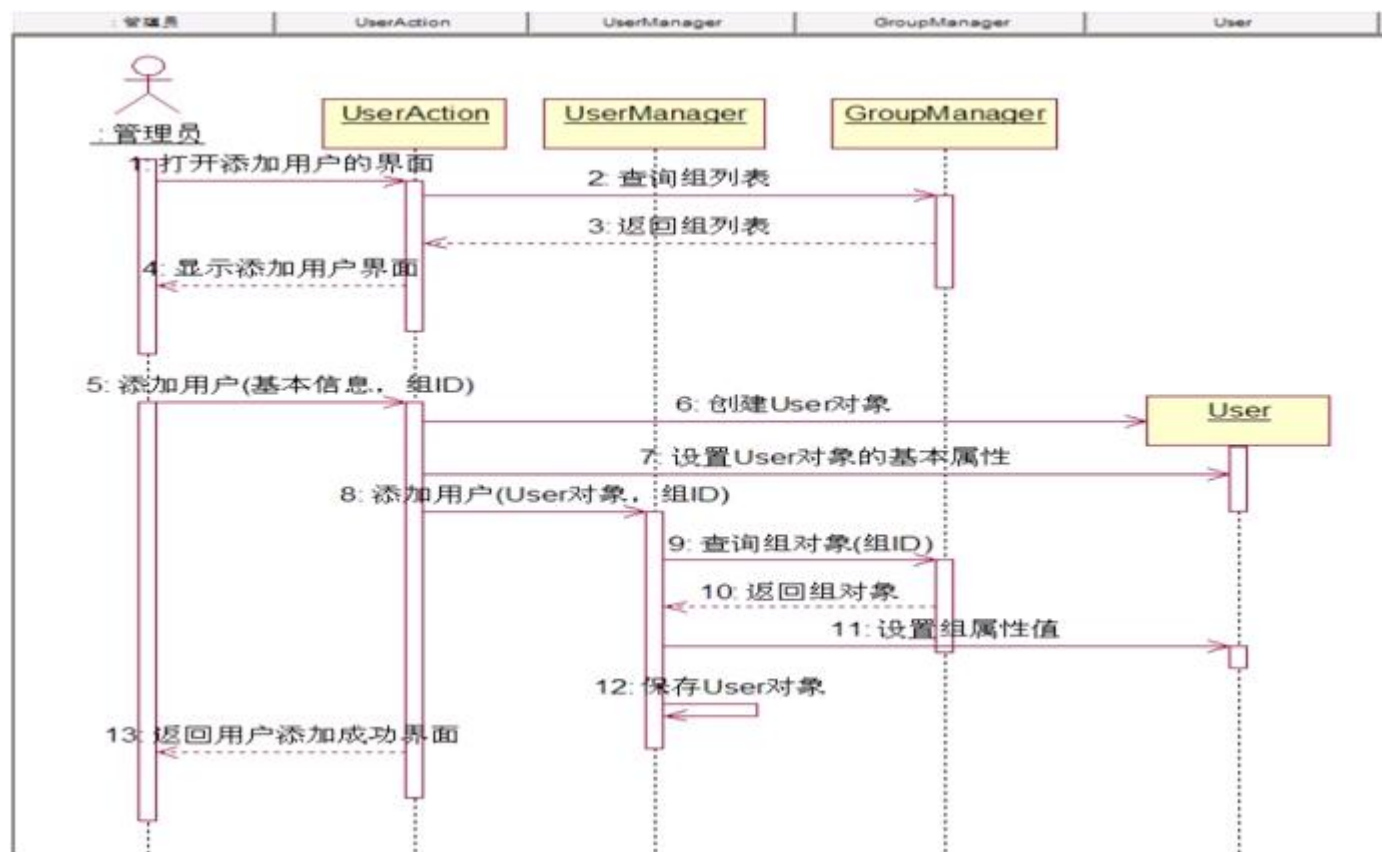 : 管理员
UserAction
UserManager
GroupManager
User
UserAction
UserManager
GroupManager
: 管理员
1: 打开添加用户的界面
2: 查询组列表
3: 返回组列表
4: 显示添加用户界面
5: 添加用户(基本信息，组ID)
6: 创建User对象
User
7: 设置User对象的基本属性
8: 添加用户(User对象，组ID)
9: 查询组对象(组ID)
10: 返回组对象
11: 设置组属性值
12: 保存User对象
13: 返回用户添加成功界面